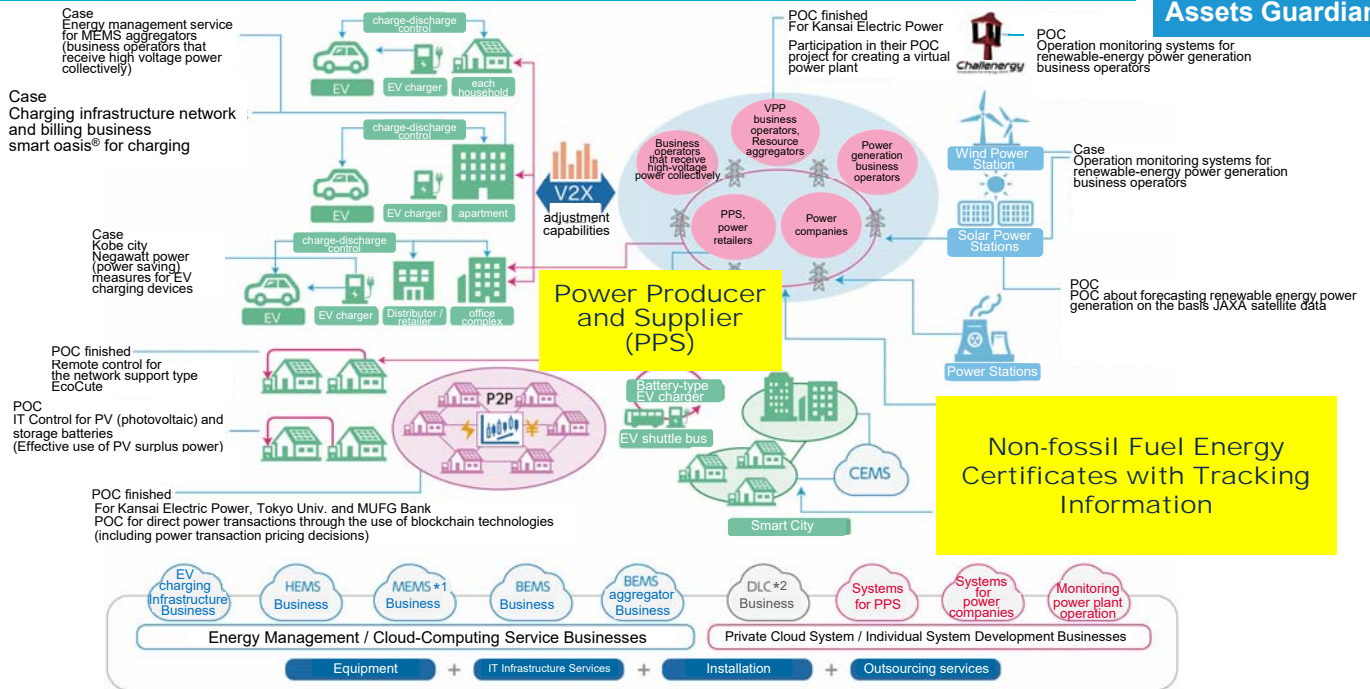 Assets Guardian
Case
Energy management service
for MEMS aggregators
(business operators that
receive high voltage power
collectively)
charge-discharge
control
EV
EV charger
each
household
Case
Charging infrastructure network
and billing business
smart oasis® for charging
charge-discharge
control
EV
EV charger
apartment
Case
Kobe city
Negawatt power
(power saving)
measures for EV
charging devices
charge-discharge
control
EV
EV charger
Distributor /
retailer
office
complex
V2X
adjustment
capabilities
POC finished
For Kansai Electric Power
Participation in their POC
project for creating a virtual
power plant
Challenergy
POC
Operation monitoring systems for
renewable-energy power generation
business operators
Business
operators
that receive
high-voltage
power collectively
VPP
business
operators,
Resource
aggregators
Power
generation
business
operators
PPS,
power
retailers
Power
companies
Wind Power
Station
Case
Operation monitoring systems for
renewable-energy power generation
business operators
Solar Power
Stations
POC
POC about forecasting renewable energy power
generation on the basis JAXA satellite data
Power Stations
Power Producer
and Supplier
(PPS)
POC finished
Remote control for
the network support type
EcoCute
POC
IT Control for PV (photovoltaic) and
storage batteries
(Effective use of PV surplus power)
P2P
¥
Battery-type
EV charger
EV shuttle bus
CEMS
Smart City
Non-fossil Fuel Energy
Certificates with Tracking
Information
POC finished
For Kansai Electric Power, Tokyo Univ. and MUFG Bank
POC for direct power transactions through the use of blockchain technologies
(including power transaction pricing decisions)
EV
charging
Infrastructure
Business
HEMS
Business
MEMS *1
Business
BEMS
Business
BEMS
aggregator
Business
DLC *2
Business
Systems
for PPS
Systems
for
power
companies
Monitoring
power plant
operation
Energy Management / Cloud-Computing Service Businesses
Private Cloud System / Individual System Development Businesses
Equipment + IT Infrastructure Services + Installation + Outsourcing services